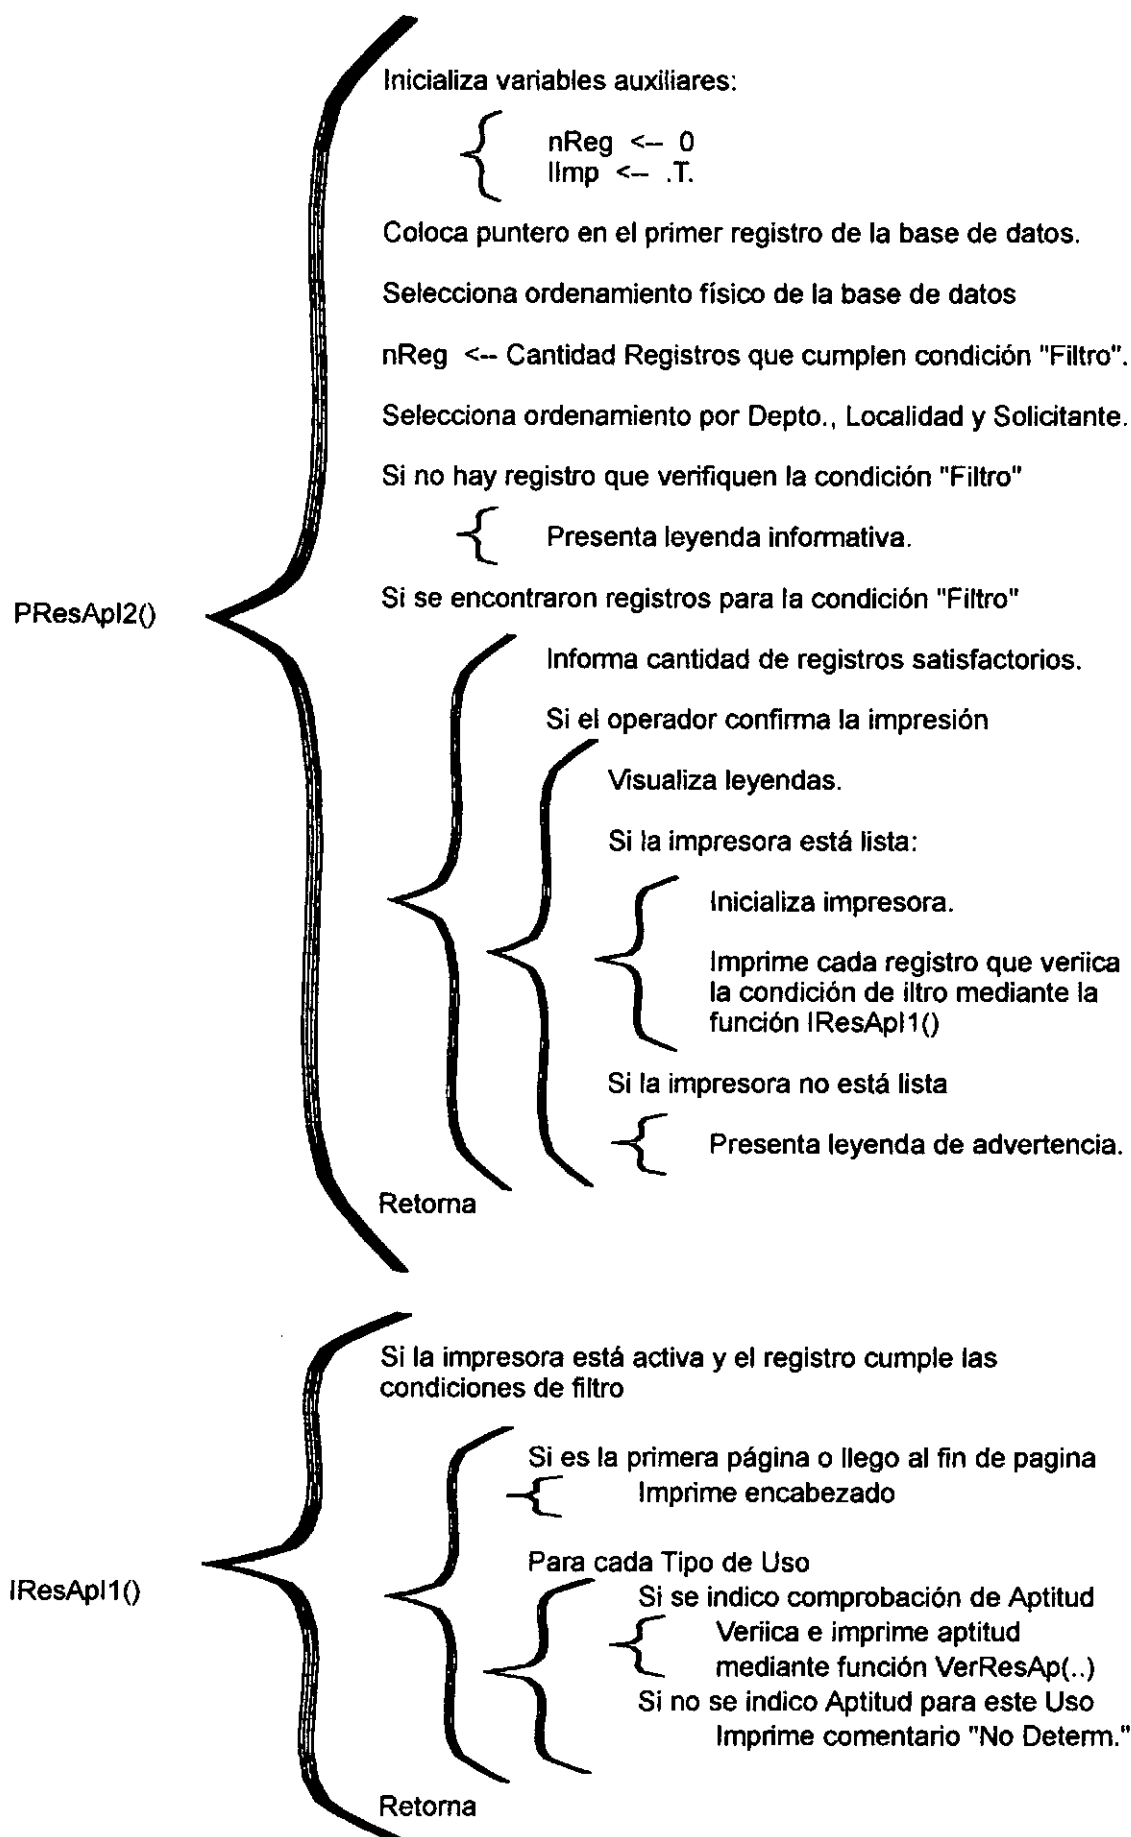 Inicializa variables auxiliares:
nReg <-- 0
lImp <-- .T.
Coloca puntero en el primer registro de la base de datos.
Selecciona ordenamiento físico de la base de datos
nReg <-- Cantidad Registros que cumplen condición "Filtro".
Selecciona ordenamiento por Depto., Localidad y Solicitante.
Si no hay registro que verifiquen la condición "Filtro"
Presenta leyenda informativa.
Si se encontraron registros para la condición "Filtro"
PResApl2()
Informa cantidad de registros satisfactorios.
Si el operador confirma la impresión
Visualiza leyendas.
Si la impresora está lista:
Inicializa impresora.
Imprime cada registro que veriica
la condición de iltro mediante la
función IResApl1()
Si la impresora no está lista
Presenta leyenda de advertencia.
Retorna
Si la impresora está activa y el registro cumple las
condiciones de filtro
Si es la primera página o llego al fin de pagina
Imprime encabezado
Para cada Tipo de Uso
IResApl1()
Si se indico comprobación de Aptitud
Veriica e imprime aptitud
mediante función VerResAp(..)
Si no se indico Aptitud para este Uso
Imprime comentario "No Determ."
Retorna